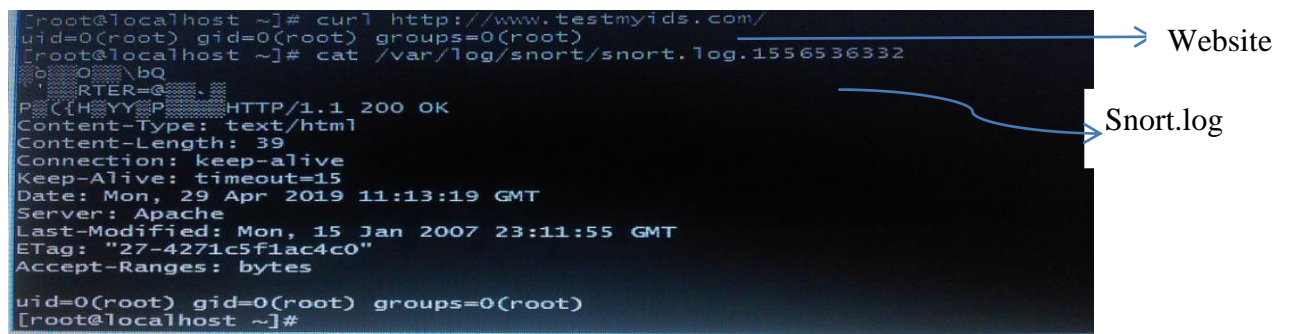 [root@localhost ~]# curl http://www.testmyids.com/
uid=0(root) gid=0(root) groups=0(root)
Website
[root@localhost ~]# cat /var/log/snort/snort.log.1556536332
▒o▒▒O▒▒\bQ
RTER=@▒▒.▒
P▒({H▒YY▒P▒▒▒▒HTTP/1.1 200 OK
Snort.log
Content-Type: text/html
Content-Length: 39
Connection: keep-alive
Keep-Alive: timeout=15
Date: Mon, 29 Apr 2019 11:13:19 GMT
Server: Apache
Last-Modified: Mon, 15 Jan 2007 23:11:55 GMT
ETag: "27-4271c5f1ac4c0"
Accept-Ranges: bytes
uid=0(root) gid=0(root) groups=0(root)
[root@localhost ~]#